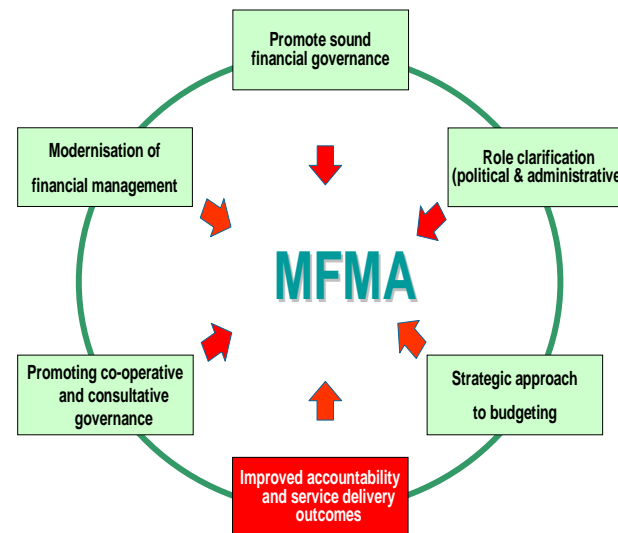 Promote sound
financial governance
Modernisation of
financial management
Role clarification
(political & administrative
MFMA
Promoting co-operative
and consultative
governance
Strategic approach
to budgeting
Improved accountability
and service delivery
outcomes